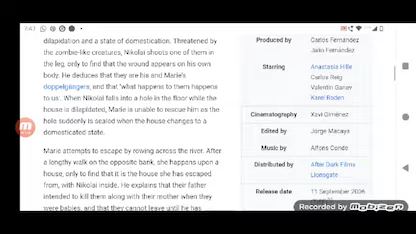 7:43
dilapidation and a state of domestication. Threatened by
the zombie-like creatures, Nikolai shoots one of them in
the leg, only to find that the wound appears on his own
body. He deduces that they are his and Marie's
doppelgängers, and that 'what happens to them happens
to us'. When Nikolai falls into a hole in the floor while the
house is dilapidated, Marie is unable to rescue him as the
hole suddenly is sealed when the house changes to a
domesticated state.
Marie attempts to escape by rowing across the river. After
a lengthy walk on the opposite bank, she happens upon a
house, only to find that it is the house she has escaped
from, with Nikolai inside. He explains that their father
intended to kill them along with their mother when they
were babies, and that they cannot leave until he has
Produced by
Carlos Fernández
Julio Fernández
Starring
Anastasia Hille
Carlos Reig
Valentin Ganev
Karel Roden
Cinematography
Xavi Giménez
Edited by
Jorge Macaya
Music by
Alfons Conde
Distributed by
After Dark Films
Lionsgate
Release date
11 September 2006
Recorded by
Mobizen